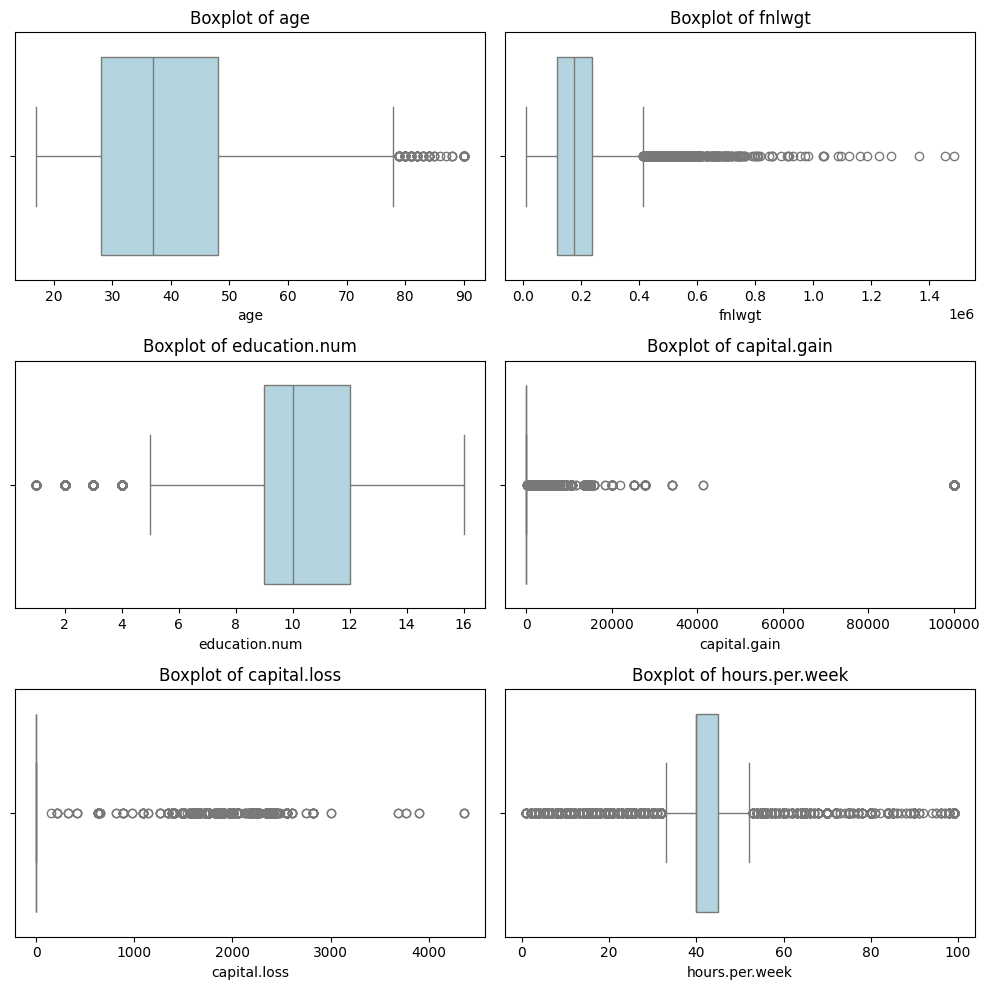 Boxplot of age
20 30 40 50 60 70 80 90
age
Boxplot of fnlwgt
0.0 0.2 0.4 0.6 0.8 1.0 1.2 1.4
1e6
fnlwgt
Boxplot of education.num
2 4 6 8 10 12 14 16
education.num
Boxplot of capital.gain
0 20000 40000 60000 80000 100000
capital.gain
Boxplot of capital.loss
0 1000 2000 3000 4000
capital.loss
Boxplot of hours.per.week
0 20 40 60 80 100
hours.per.week